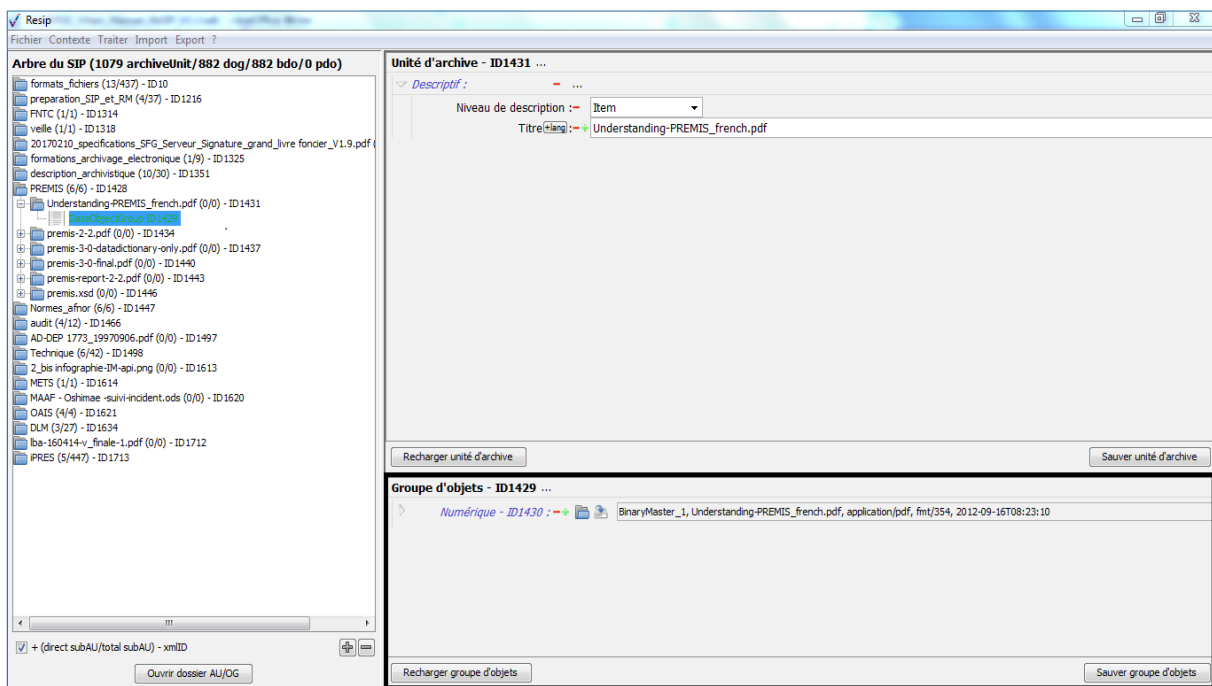 Resip
Fichier Contexte Traiter Import Export ?
Arbre du SIP (1079 archiveUnit/882 dog/882 bdo/0 pdo)
formats_fichiers (13/437) - ID10
preparation_SIP_et_RM (4/37) - ID1216
FNTC (1/1) - ID1314
veille (1/1) - ID1318
20170210_specifications_SFG_Serveur_Signature_grand_livre foncier_V1.9.pdf (
formations_archivage_electronique (1/9) - ID1325
description_archivistique (10/30) - ID1351
PREMIS (6/6) - ID1428
Understanding-PREMIS_french.pdf (0/0) - ID1431
DataObjectGroup ID1429
premis-2-2.pdf (0/0) - ID1434
premis-3-0-datadictionary-only.pdf (0/0) - ID1437
premis-3-0-final.pdf (0/0) - ID1440
premis-report-2-2.pdf (0/0) - ID1443
premis.xsd (0/0) - ID1446
Normes_afnor (6/6) - ID1447
audit (4/12) - ID1466
AD-DEP 1773_19970906.pdf (0/0) - ID1497
Technique (6/42) - ID1498
2_bis infographie-IM-api.png (0/0) - ID1613
METS (1/1) - ID1614
MAAF - Oshimae -suivi-incident.ods (0/0) - ID1620
OAIS (4/4) - ID1621
DLM (3/27) - ID1634
lba-160414-v_finale-1.pdf (0/0) - ID1712
iPRES (5/447) - ID1713
+ (direct subAU/total subAU) - xmlID
Ouvrir dossier AU/OG
Unité d'archive - ID1431 ...
Descriptif : - ...
Niveau de description :- Item
Titre +lang :-+ Understanding-PREMIS_french.pdf
Recharger unité d'archive
Sauver unité d'archive
Groupe d'objets - ID1429 ...
Numérique - ID1430 : -+ BinaryMaster_1, Understanding-PREMIS_french.pdf, application/pdf, fmt/354, 2012-09-16T08:23:10
Recharger groupe d'objets
Sauver groupe d'objets